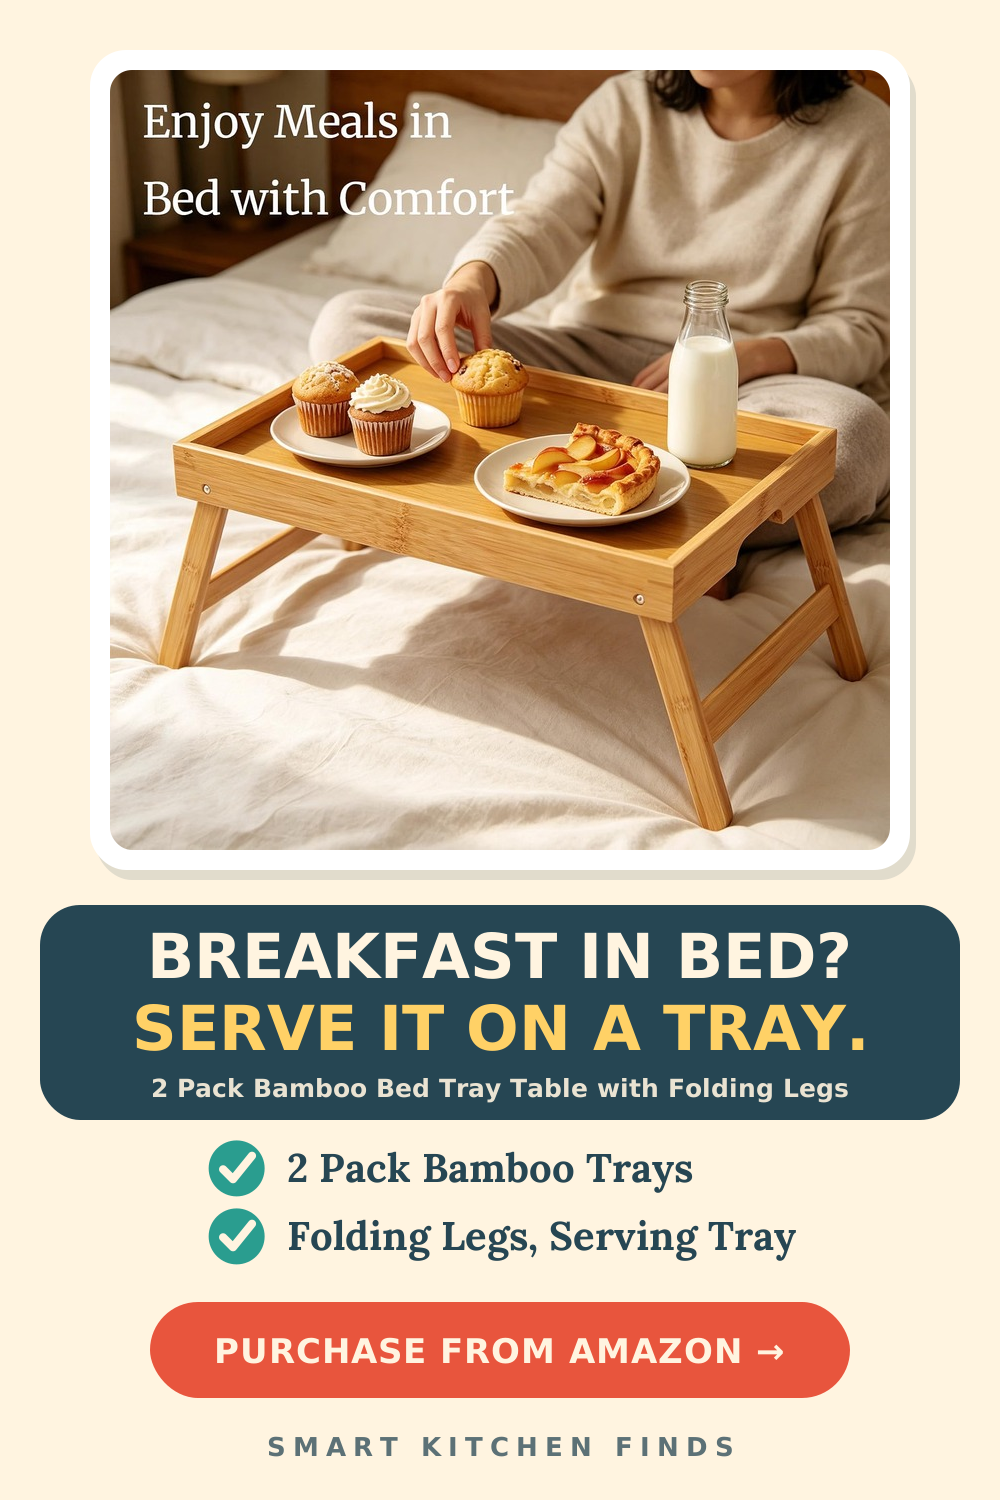 Enjoy Meals in
Bed with Comfort
BREAKFAST IN BED?
SERVE IT ON A TRAY.
2 Pack Bamboo Bed Tray Table with Folding Legs
2 Pack Bamboo Trays
Folding Legs, Serving Tray
PURCHASE FROM AMAZON →
SMART KITCHEN FINDS